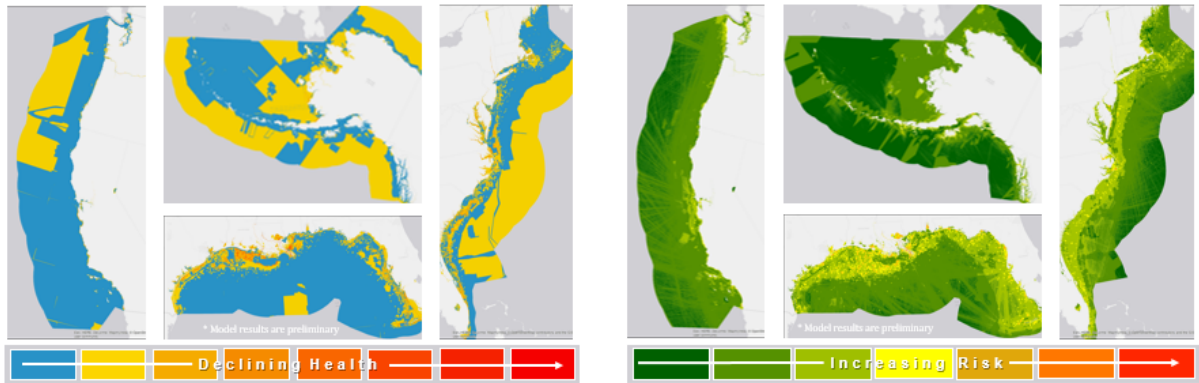 * Model results are preliminary
* Model results are preliminary
Declining Health
Increasing Risk